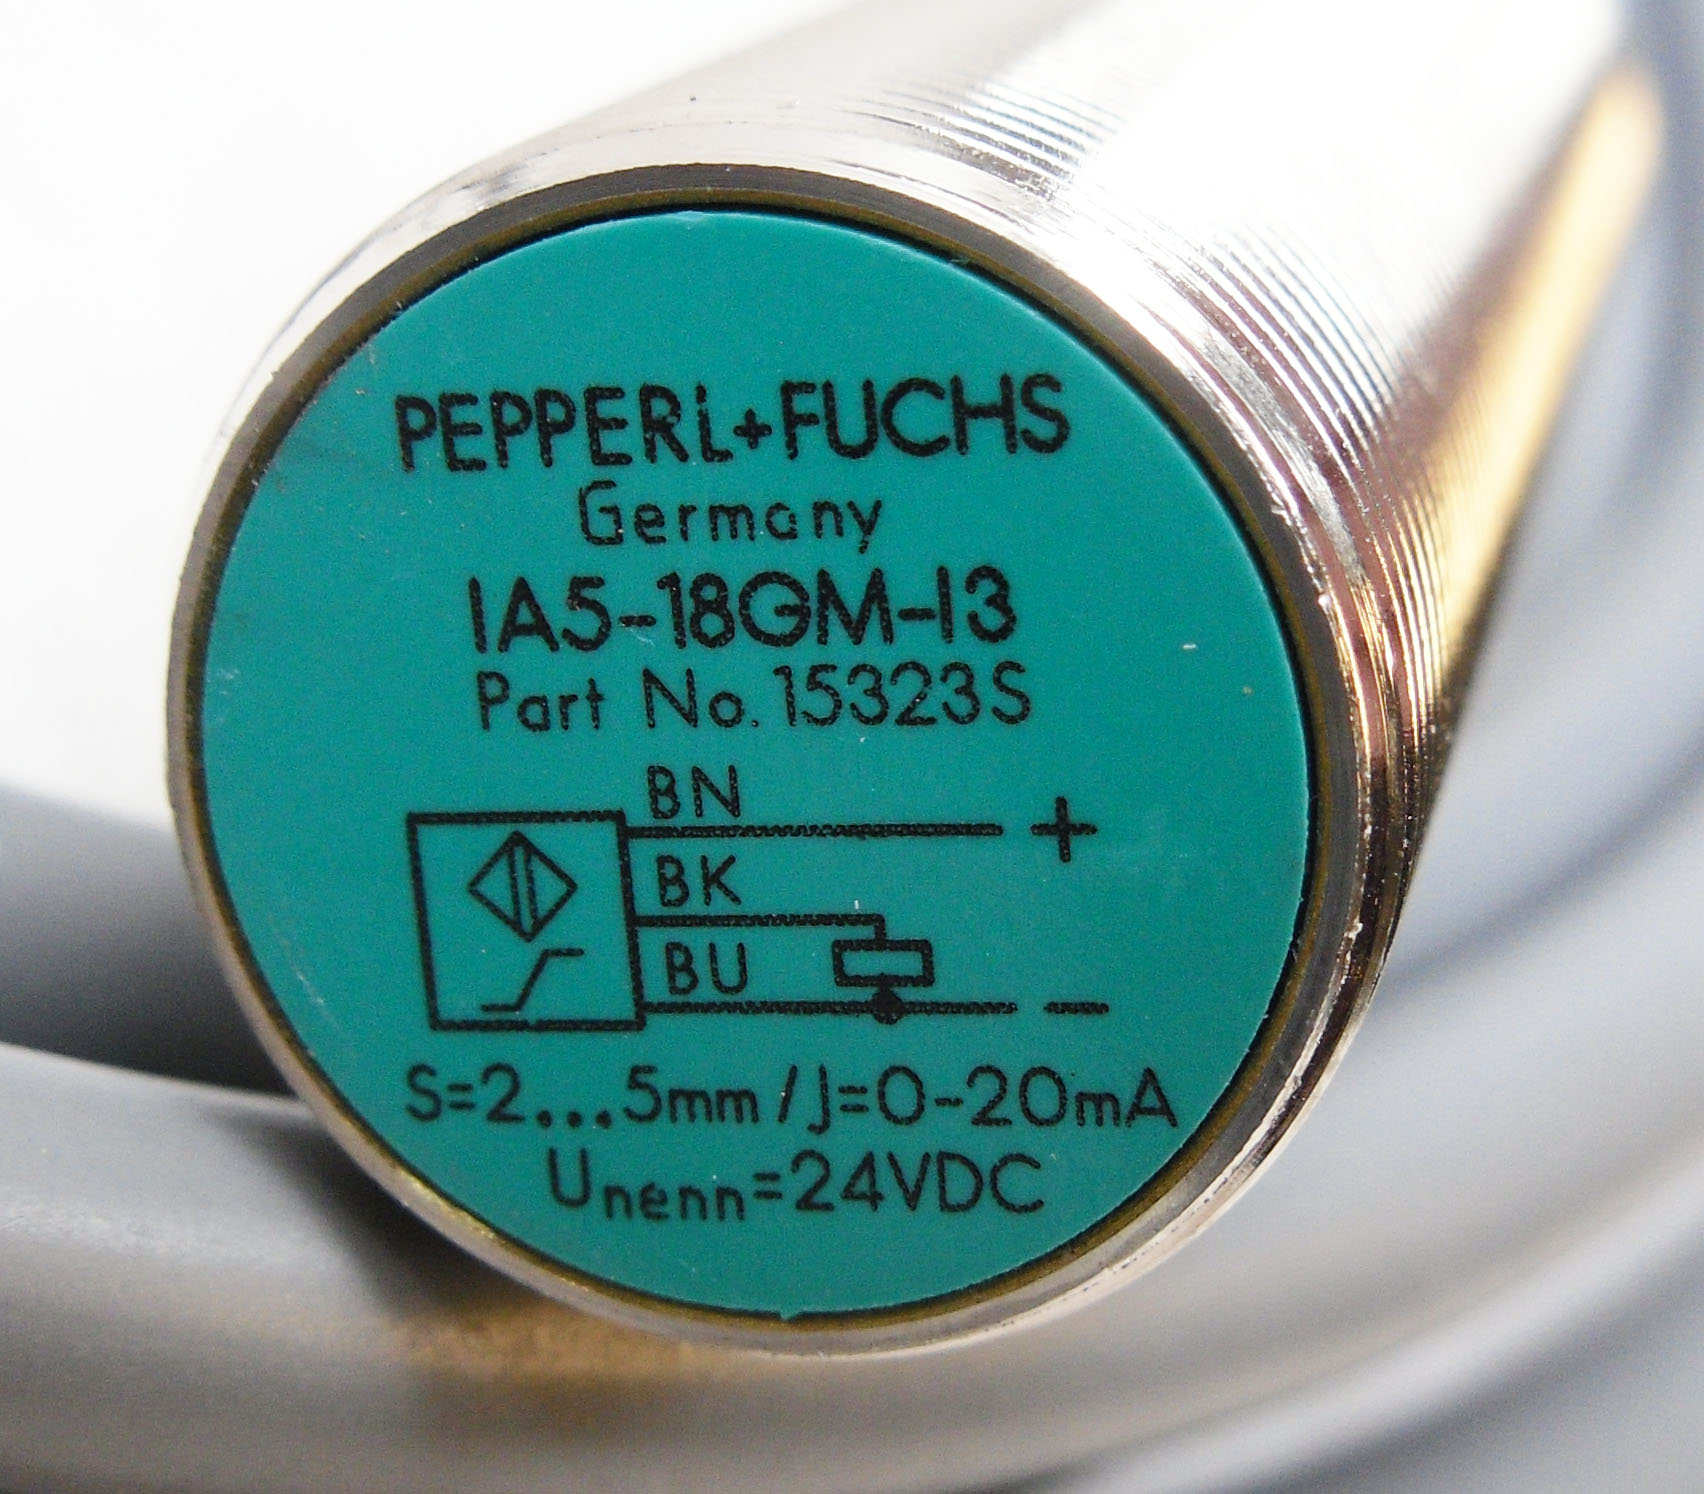 PEPPERL+FUCHS
Germany
IA5-18GM-I3
Part No. 15323S
BN
+
BK
BU
−
S=2...5mm/J=0-20mA
Unenn=24VDC